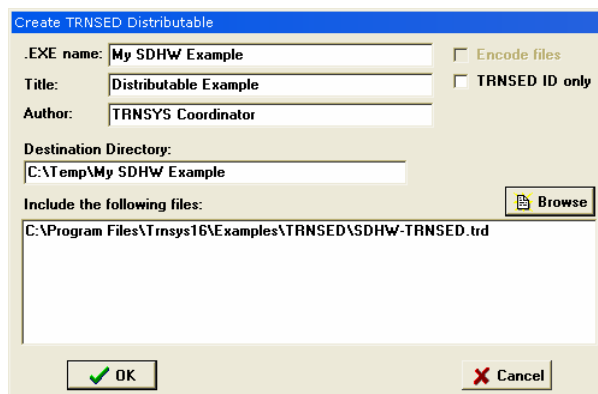 Create TRNSED Distributable
.EXE name: My SDHW Example
Encode files
Title: Distributable Example
TRNSED ID only
Author: TRNSYS Coordinator
Destination Directory:
C:\Temp\My SDHW Example
Include the following files:
Browse
C:\Program Files\Trnsys16\Examples\TRNSED\SDHW-TRNSED.trd
OK
Cancel